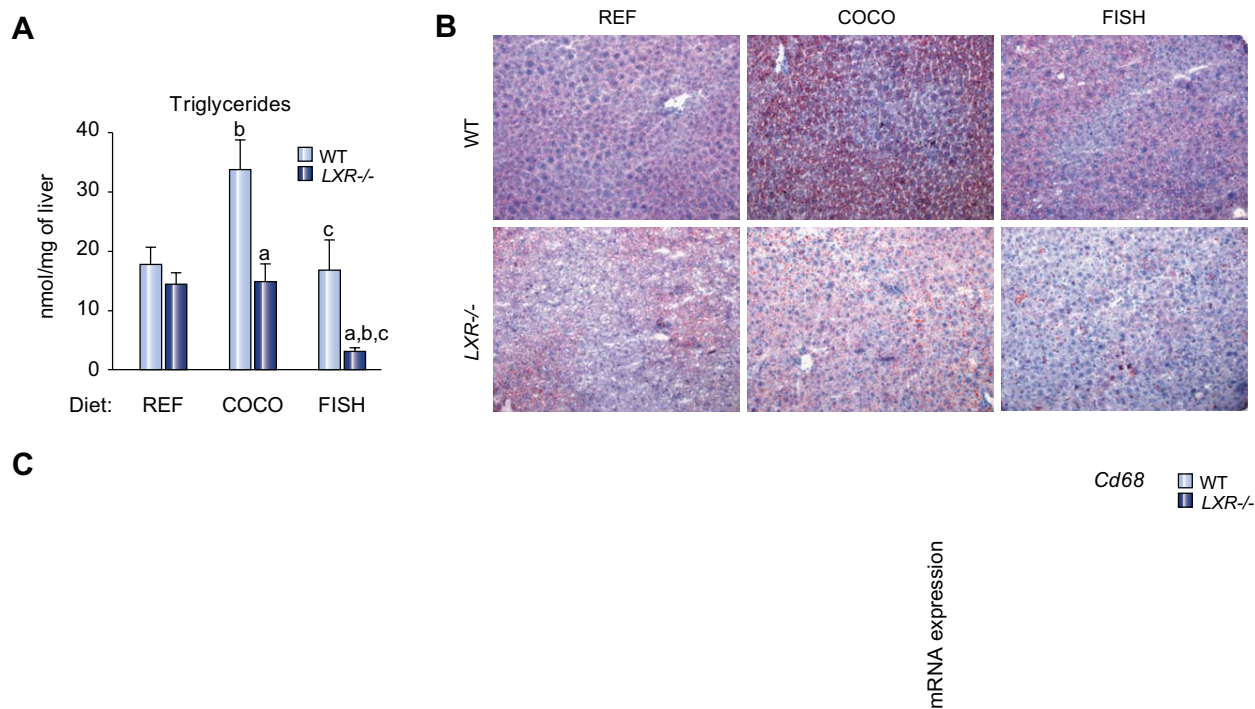 A
Triglycerides
nmol/mg of liver
40
30
20
10
0
b
a
c
a,b,c
WT
LXR-/-
Diet: REF COCO FISH
B
REF COCO FISH
WT
LXR-/-
C
Cd68
WT
LXR-/-
mRNA expression